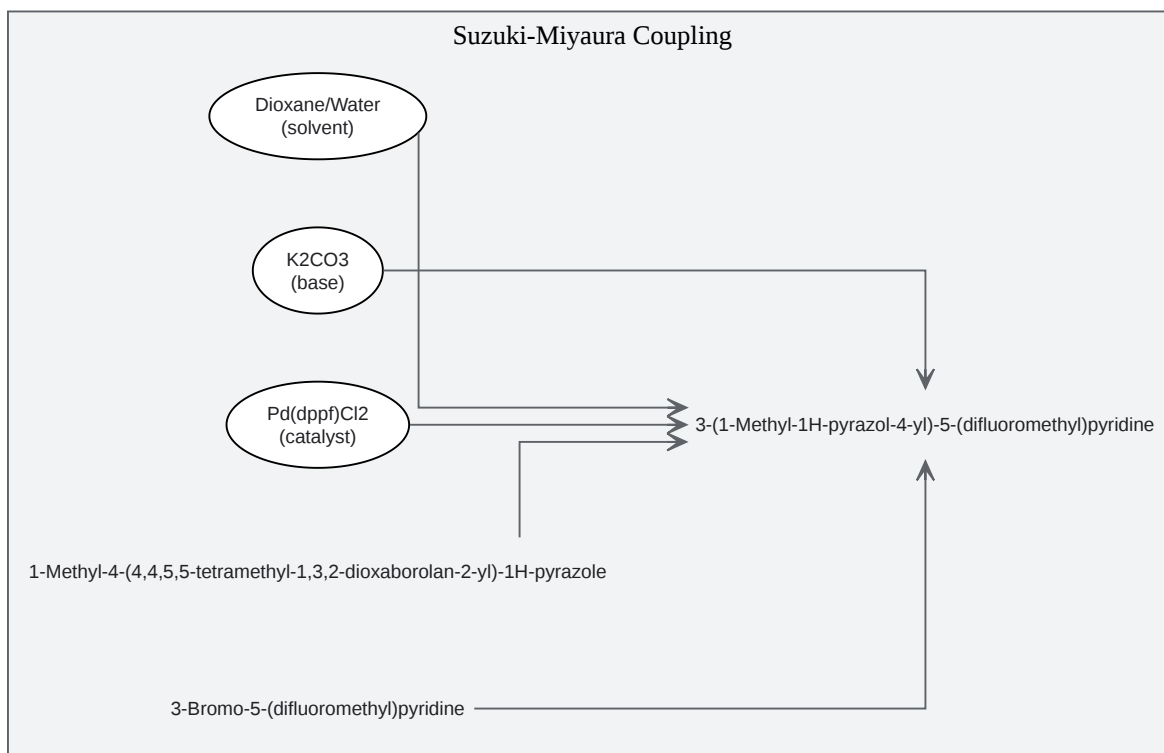 Suzuki-Miyaura Coupling
Dioxane/Water
(solvent)
K2CO3
(base)
Pd(dppf)Cl2
(catalyst)
3-(1-Methyl-1H-pyrazol-4-yl)-5-(difluoromethyl)pyridine
1-Methyl-4-(4,4,5,5-tetramethyl-1,3,2-dioxaborolan-2-yl)-1H-pyrazole
3-Bromo-5-(difluoromethyl)pyridine